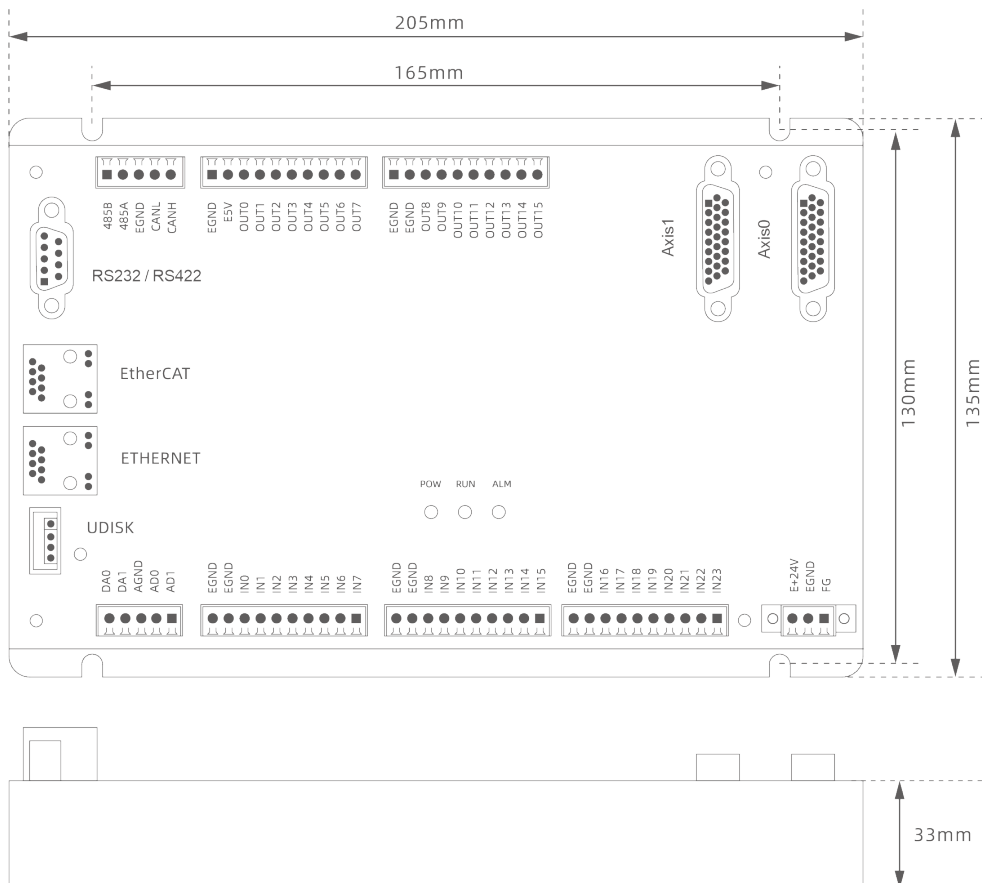 205mm
165mm
485B
485A
EGND
CANL
CANH
EGND
E5V
OUT0
OUT1
OUT2
OUT3
OUT4
OUT5
OUT6
OUT7
EGND
EGND
OUT8
OUT9
OUT10
OUT11
OUT12
OUT13
OUT14
OUT15
Axis1
Axis0
RS232 / RS422
EtherCAT
130mm
135mm
ETHERNET
POW RUN ALM
UDISK
DA0
DA1
AGND
AD0
AD1
EGND
EGND
IN0
IN1
IN2
IN3
IN4
IN5
IN6
IN7
EGND
EGND
IN8
IN9
IN10
IN11
IN12
IN13
IN14
IN15
EGND
EGND
IN16
IN17
IN18
IN19
IN20
IN21
IN22
IN23
E+24V
EGND
FG
33mm